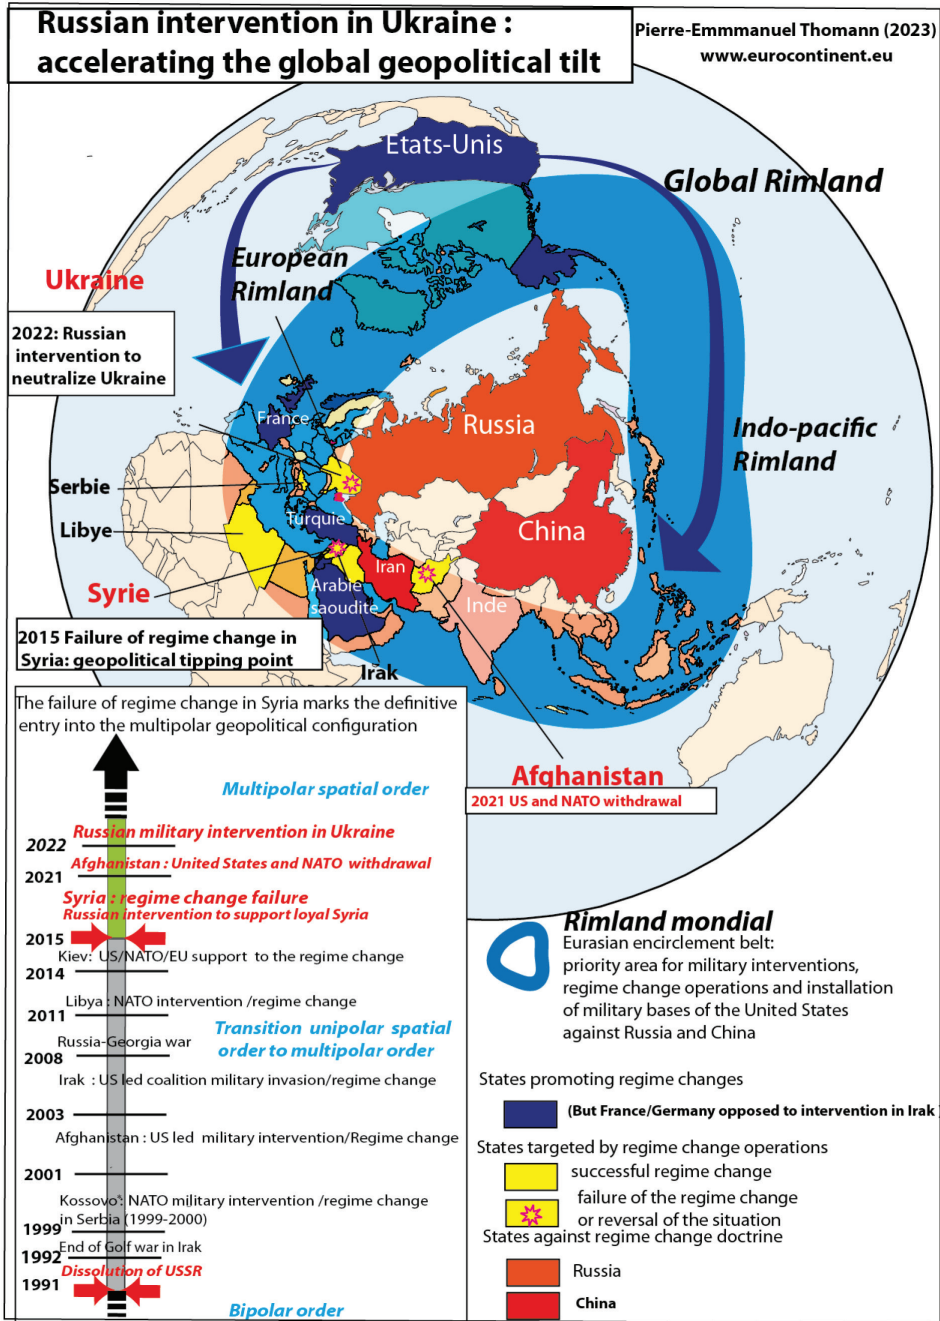 Russian intervention in Ukraine :
accelerating the global geopolitical tilt
Pierre-Emmmanuel Thomann (2023)
www.eurocontinent.eu
Etats-Unis
Global Rimland
European
Rimland
Ukraine
2022: Russian
intervention to
neutralize Ukraine
France
Russia
Indo-pacific
Rimland
Serbie
Libye
Turquie
China
Iran
Syrie
Arabie
saoudite
Inde
2015 Failure of regime change in
Syria: geopolitical tipping point
Irak
Afghanistan
2021 US and NATO withdrawal
The failure of regime change in Syria marks the definitive
entry into the multipolar geopolitical configuration
Multipolar spatial order
Russian military intervention in Ukraine
2022
Afghanistan : United States and NATO withdrawal
2021
Syria : regime change failure
Russian intervention to support loyal Syria
2015
Kiev: US/NATO/EU support to the regime change
2014
Libya : NATO intervention /regime change
2011
Transition unipolar spatial
order to multipolar order
Russia-Georgia war
2008
Irak : US led coalition military invasion/regime change
2003
Afghanistan : US led military intervention/Regime change
2001
Kossovo°: NATO military intervention /regime change
in Serbia (1999-2000)
1999
End of Golf war in Irak
1992
Dissolution of USSR
1991
Bipolar order
Rimland mondial
Eurasian encirclement belt:
priority area for military interventions,
regime change operations and installation
of military bases of the United States
against Russia and China
States promoting regime changes
(But France/Germany opposed to intervention in Irak )
States targeted by regime change operations
successful regime change
failure of the regime change
or reversal of the situation
States against regime change doctrine
Russia
China